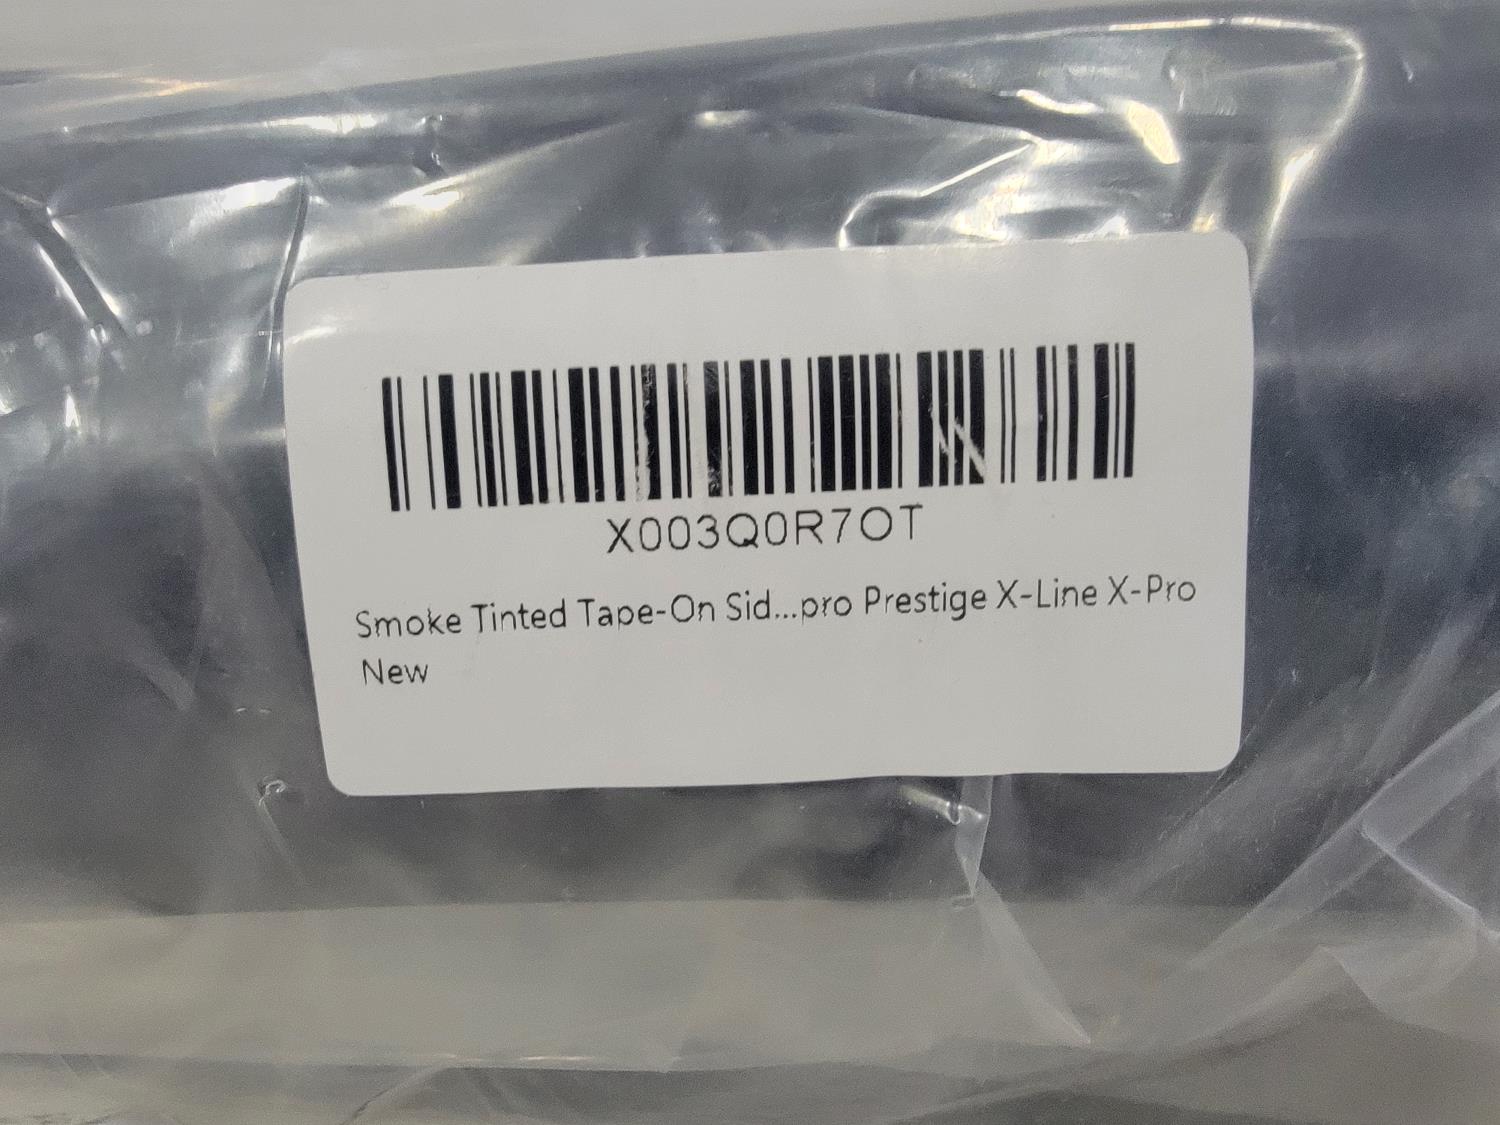 X003Q0R7OT
Smoke Tinted Tape-On Sid...pro Prestige X-Line X-Pro
New